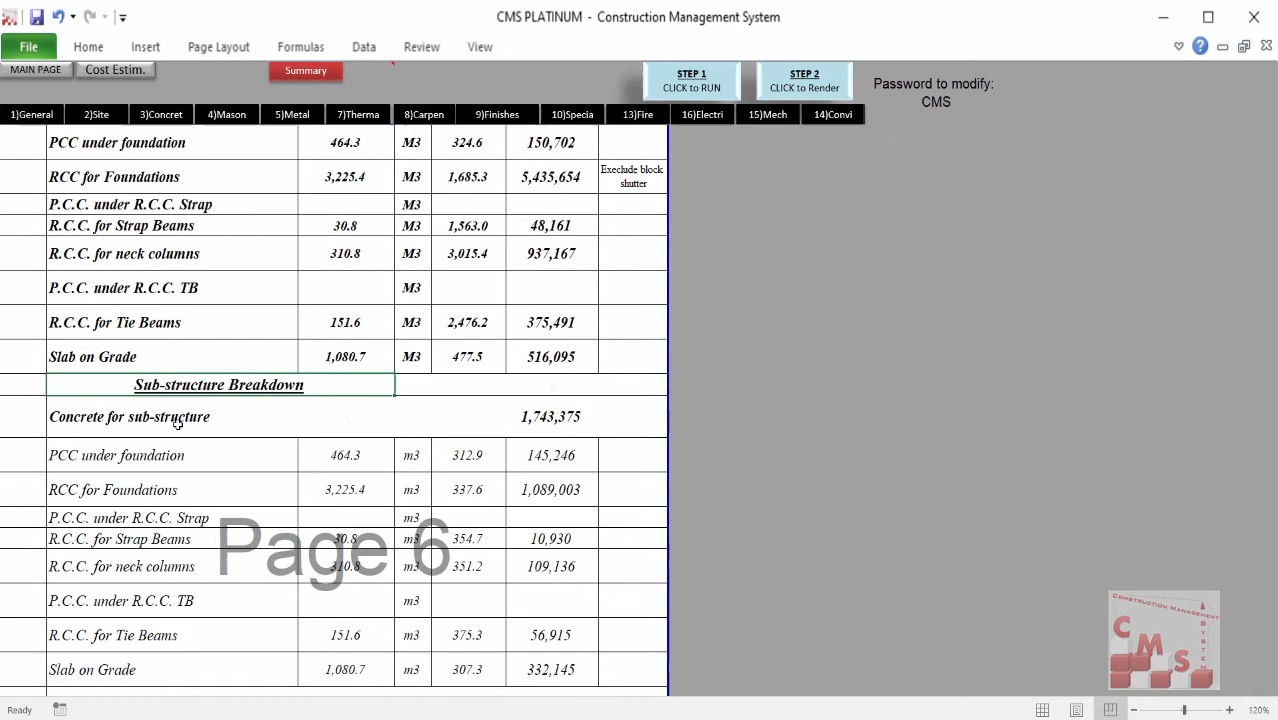 CMS PLATINUM - Construction Management System
File Home Insert Page Layout Formulas Data Review View
MAIN PAGE Cost Estim. Summary STEP 1 STEP 2 Password to modify:
CLICK to RUN CLICK to Render CMS
1)General 2)Site 3)Concret 4)Mason 5)Metal 7)Therma 8)Carpen 9)Finishes 10)Specia 13)Fire 16)Electri 15)Mech 14)Convi
PCC under foundation 464.3 M3 324.6 150,702
RCC for Foundations 3,225.4 M3 1,685.3 5,435,654 Execlude block
shutter
P.C.C. under R.C.C. Strap M3
R.C.C. for Strap Beams 30.8 M3 1,563.0 48,161
R.C.C. for neck columns 310.8 M3 3,015.4 937,167
P.C.C. under R.C.C. TB M3
R.C.C. for Tie Beams 151.6 M3 2,476.2 375,491
Slab on Grade 1,080.7 M3 477.5 516,095
Sub-structure Breakdown
Concrete for sub-structure 1,743,375
PCC under foundation 464.3 m3 312.9 145,246
RCC for Foundations 3,225.4 m3 337.6 1,089,003
P.C.C. under R.C.C. Strap m3
R.C.C. for Strap Beams 30.8 m3 354.7 10,930
Page 6
R.C.C. for neck columns 310.8 m3 351.2 109,136
P.C.C. under R.C.C. TB m3
R.C.C. for Tie Beams 151.6 m3 375.3 56,915
Slab on Grade 1,080.7 m3 307.3 332,145
CONSTRUCTION MANAGEMENT SYSTEM
CMS
Ready 120%